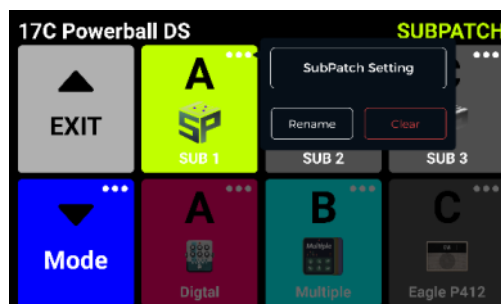 17C Powerball DS SUBPATCH
EXIT
A
SP
SUB 1
SubPatch Setting
Rename Clear
SUB 2
C
SUB 3
Mode
A
Digtal
B
Multiple
Multiple
C
Eagle P412